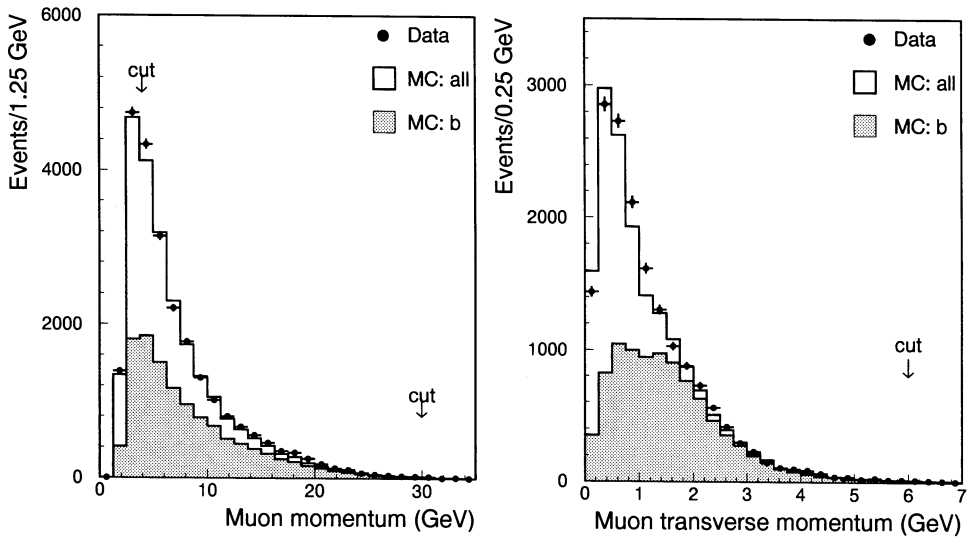 6000
4000
2000
0
Events/1.25 GeV
cut
Data
MC: all
MC: b
cut
0
10
20
30
Muon momentum (GeV)
3000
2000
1000
0
Events/0.25 GeV
Data
MC: all
MC: b
cut
0
1
2
3
4
5
6
7
Muon transverse momentum (GeV)